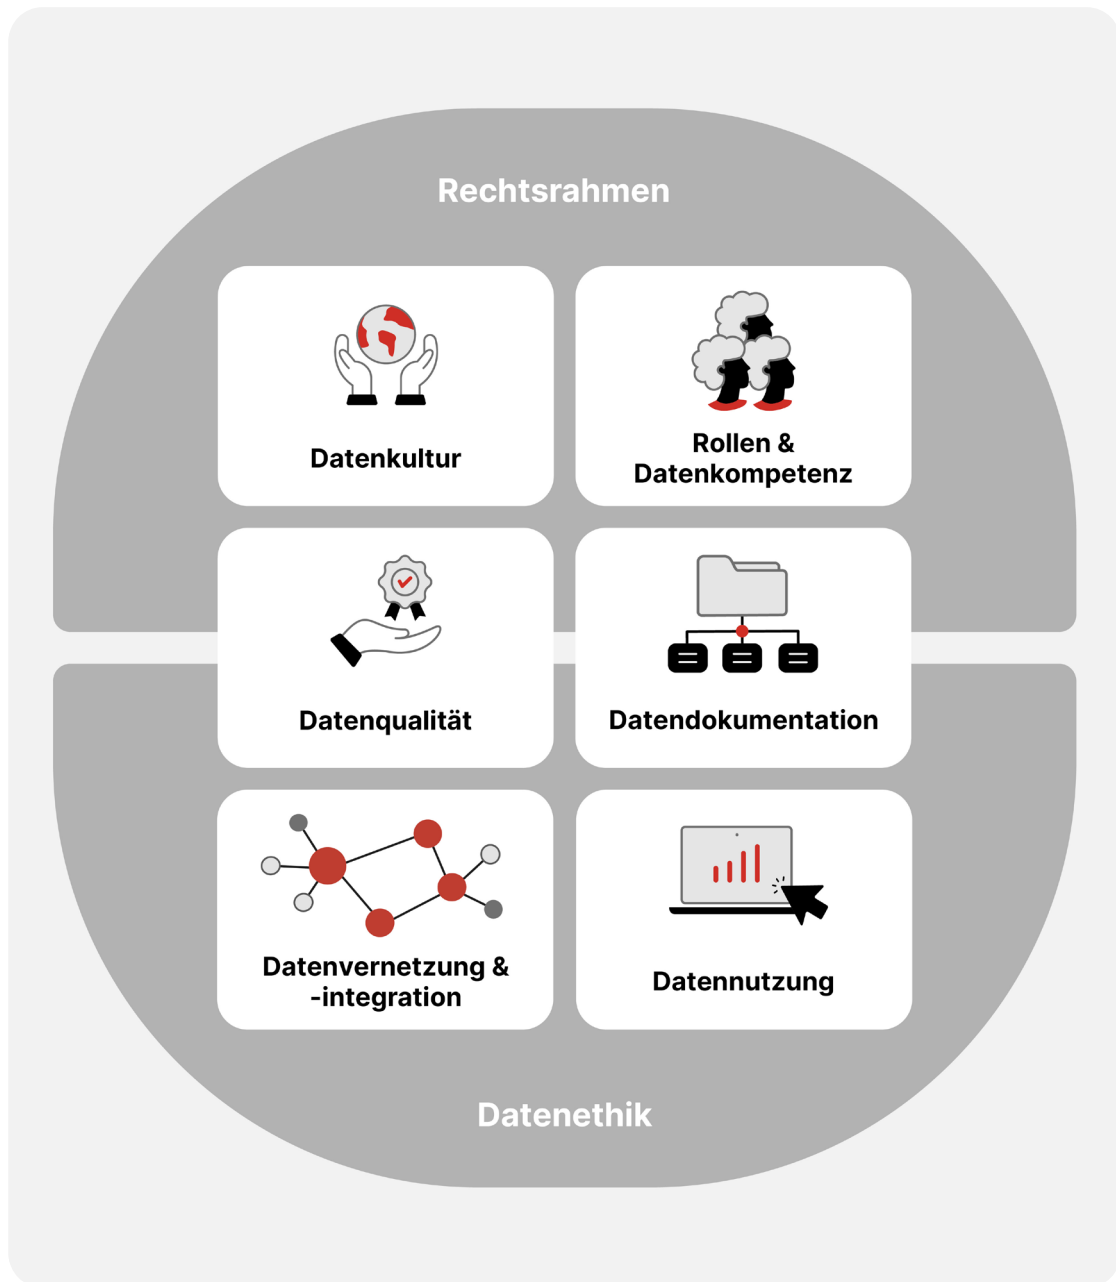 Rechtsrahmen
Datenkultur
Rollen &
Datenkompetenz
Datenqualität
Datendokumentation
Datenvernetzung &
-integration
Datennutzung
Datenethik